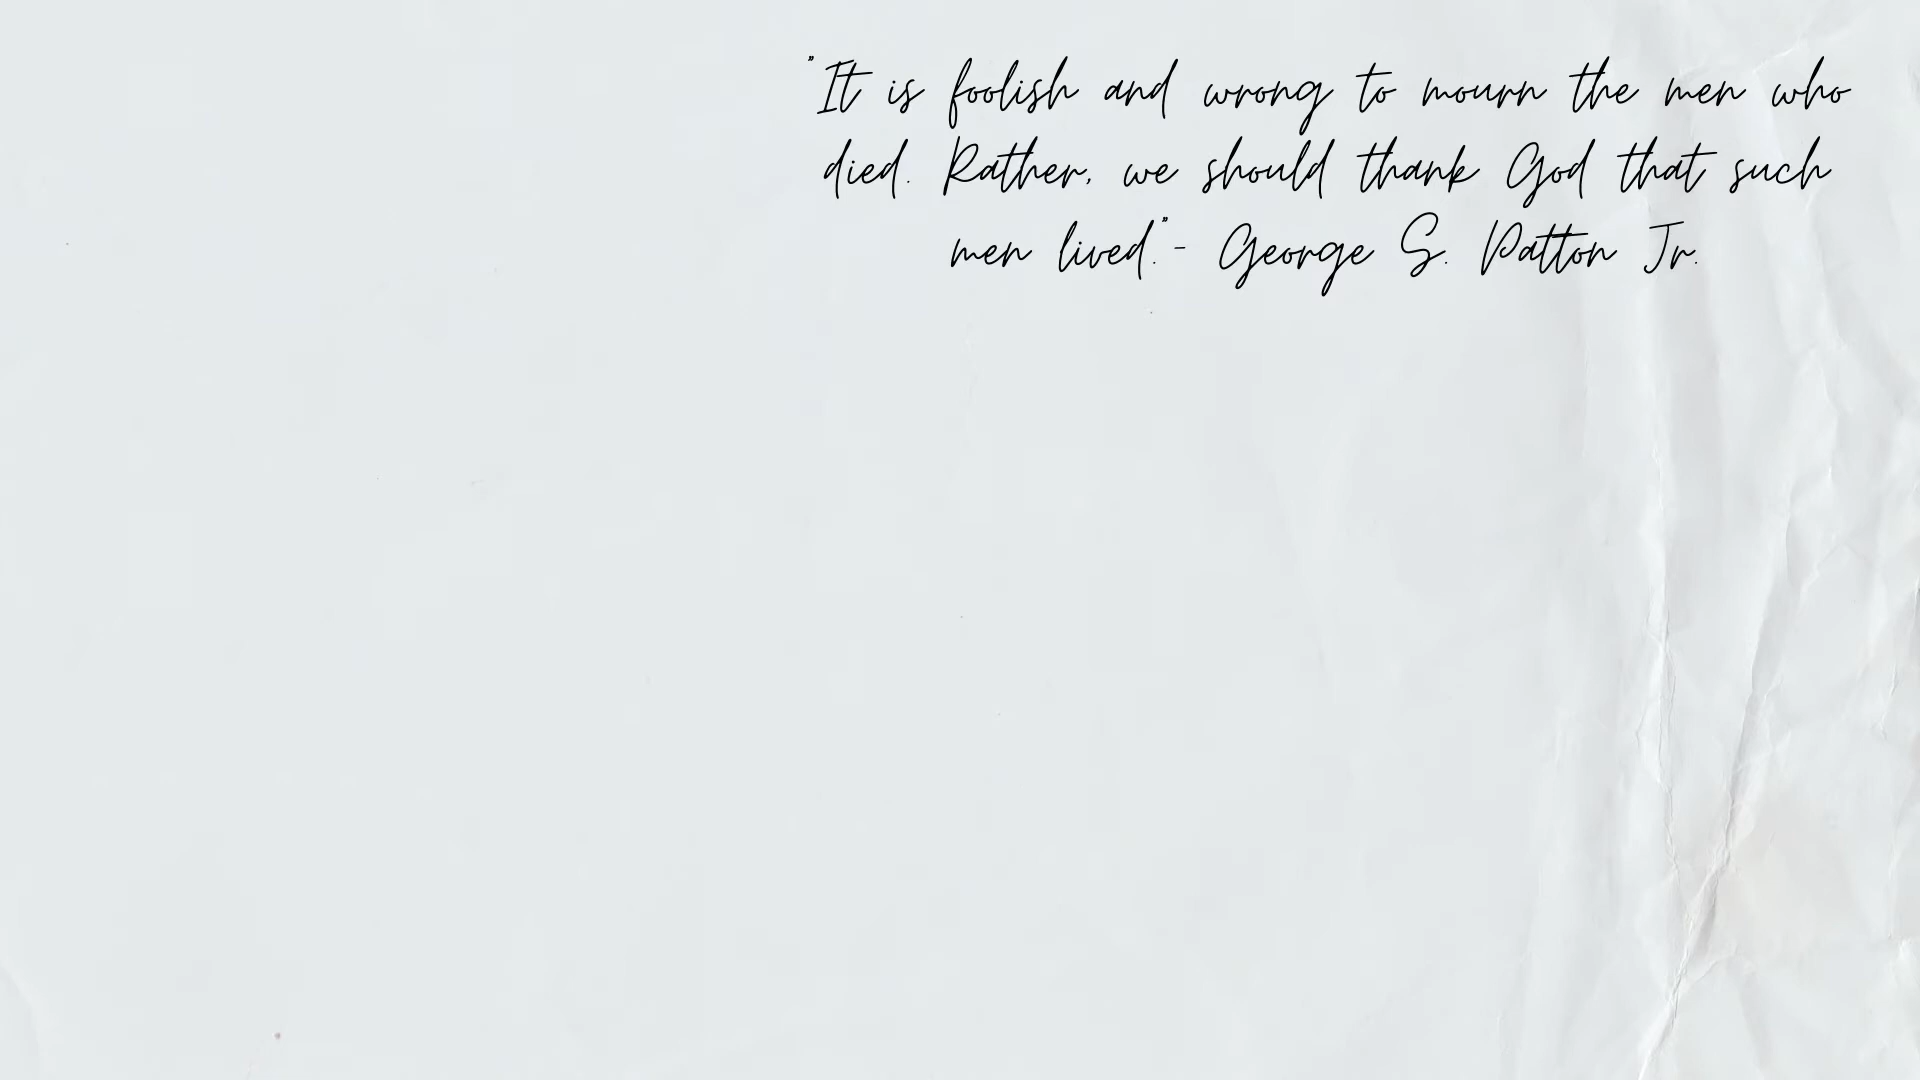 "It is foolish and wrong to mourn the men who
died. Rather, we should thank God that such
men lived."- George S. Patton Jr.